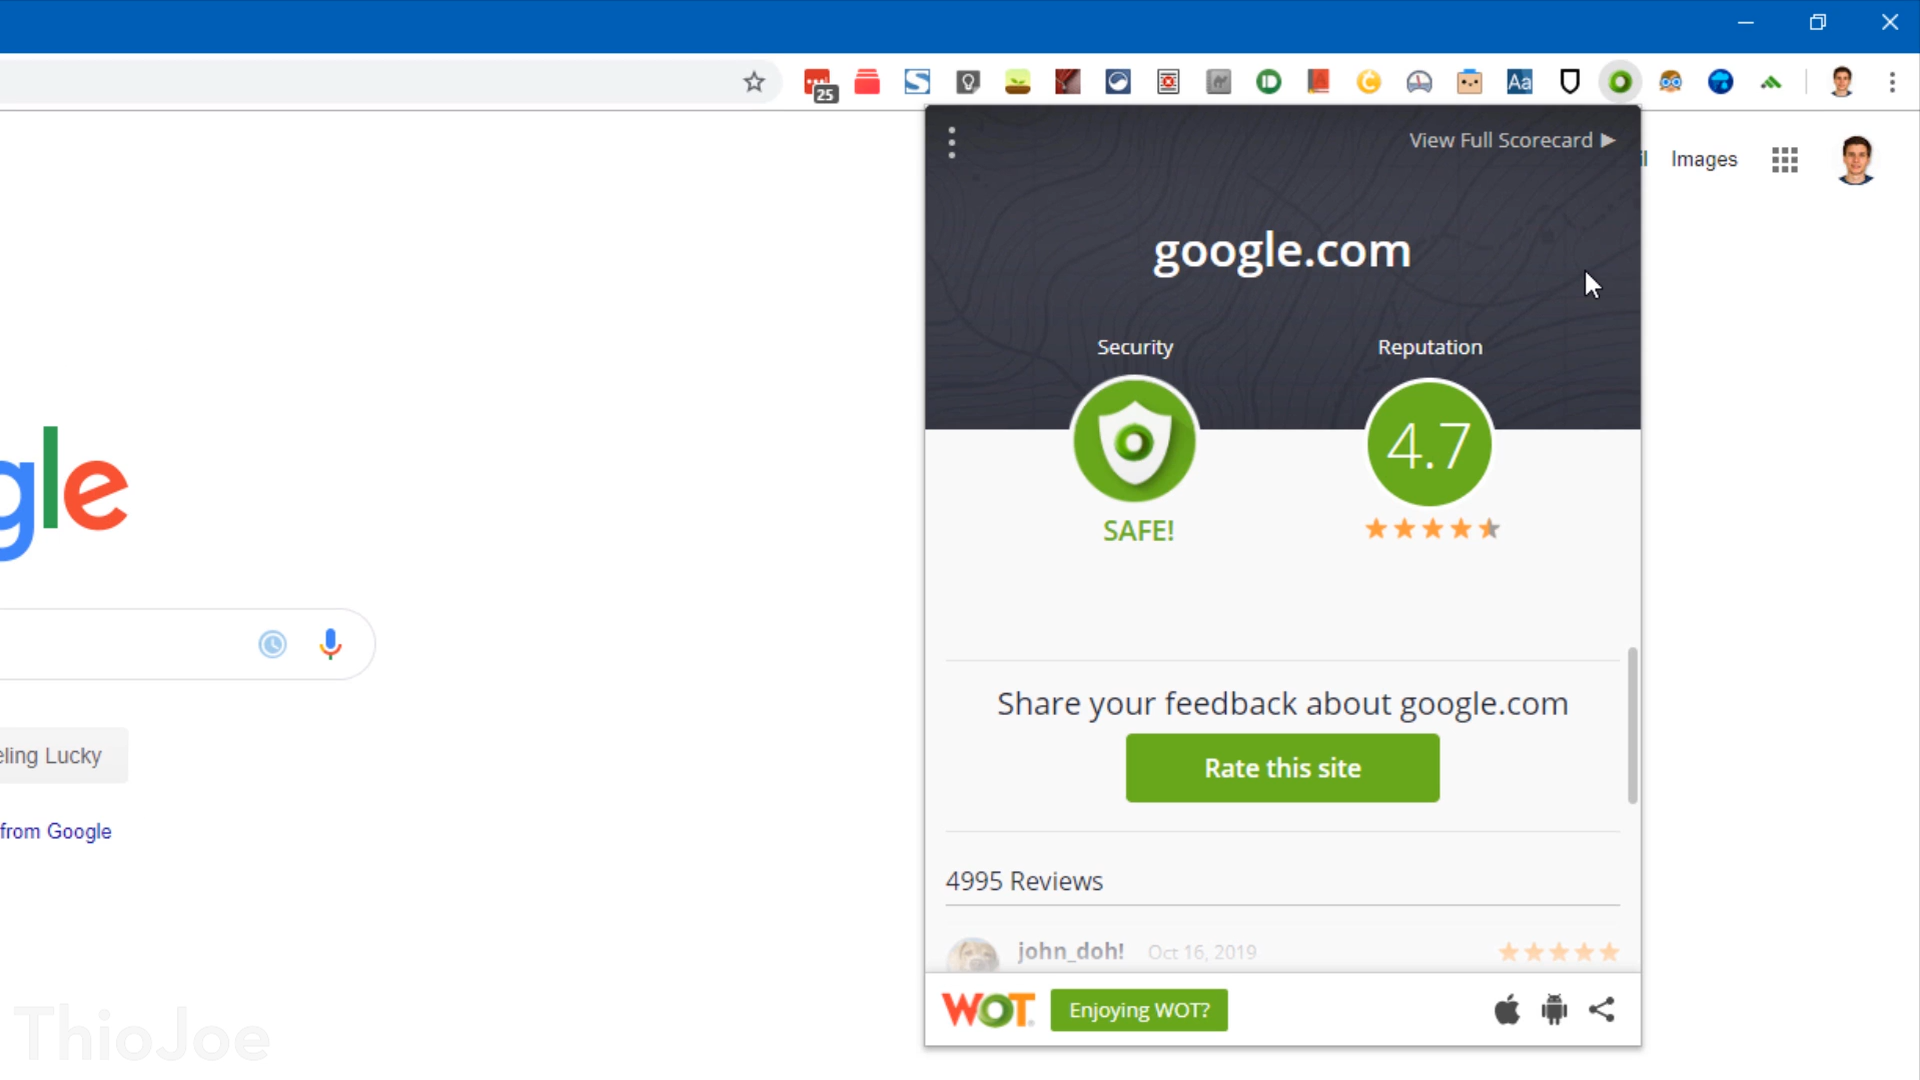 25
Aa
View Full Scorecard ▶
il Images
google.com
Security Reputation
4.7
SAFE!
gle
Share your feedback about google.com
Rate this site
eling Lucky
from Google
4995 Reviews
john_doh! Oct 16, 2019
WOT
Enjoying WOT?
ThioJoe